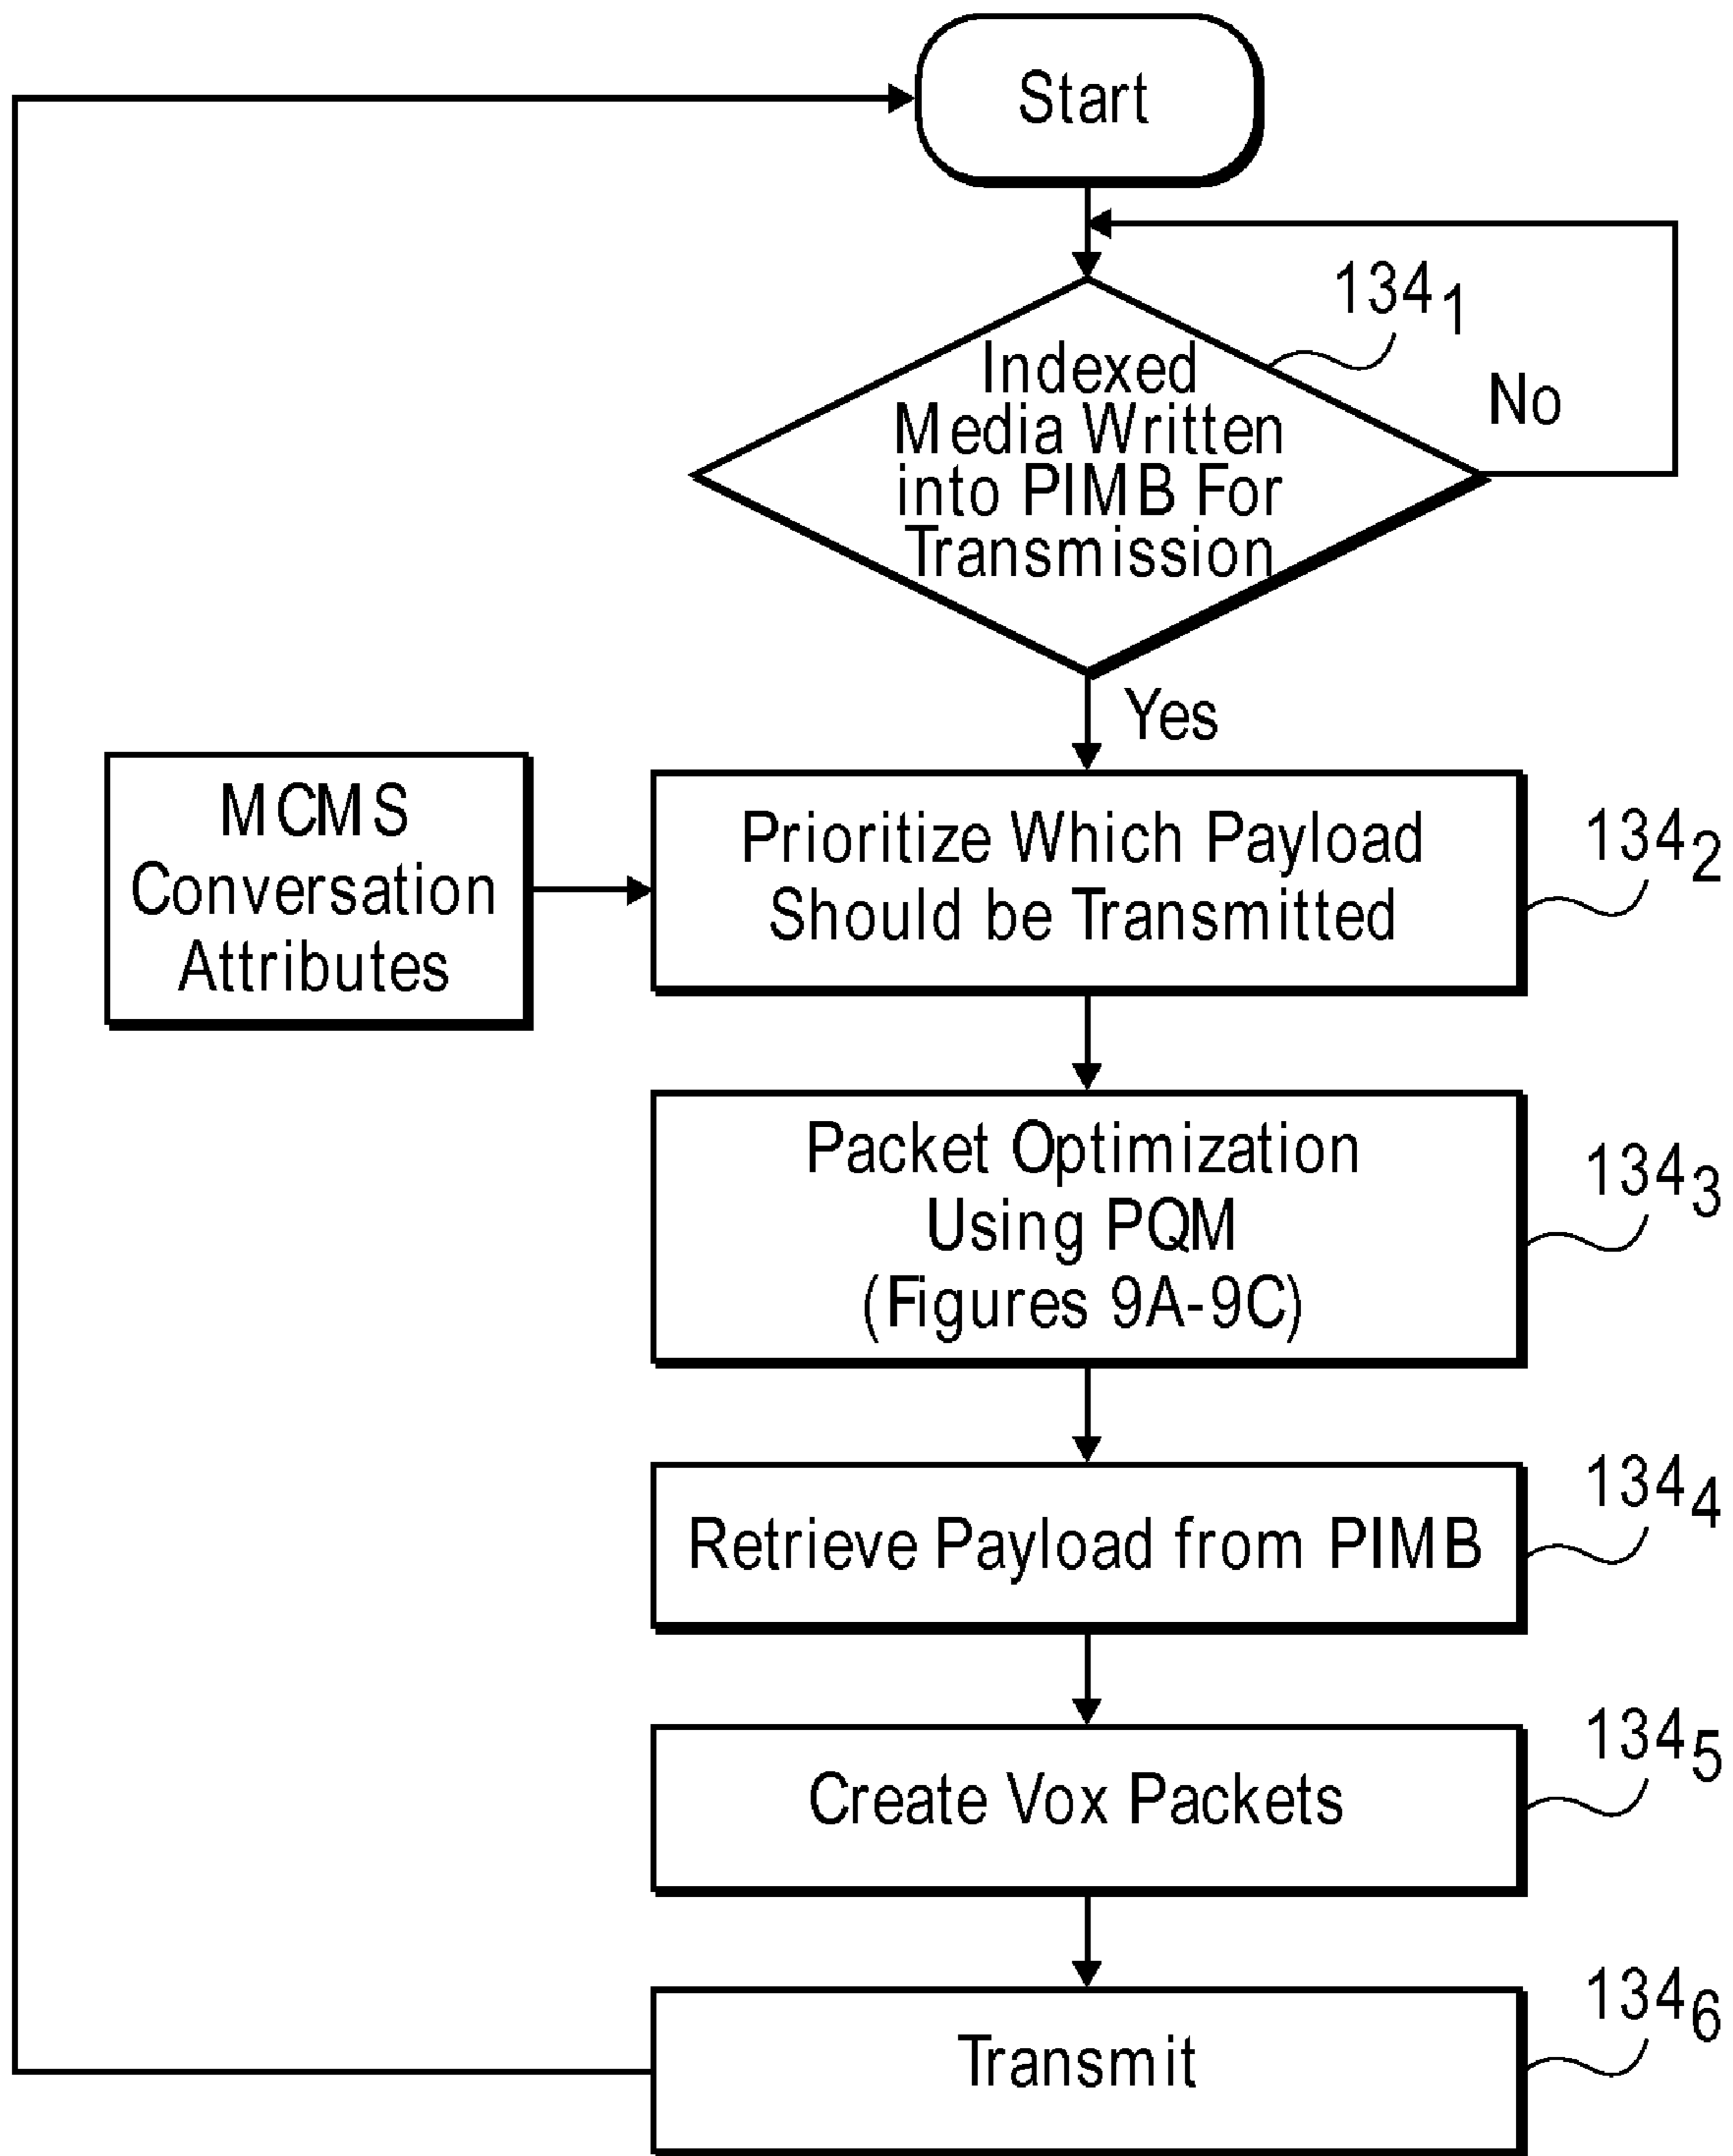 Start
134₁
Indexed
Media Written
into PIMB For
Transmission
No
Yes
MCMS
Conversation
Attributes
Prioritize Which Payload
Should be Transmitted
134₂
Packet Optimization
Using PQM
(Figures 9A-9C)
134₃
Retrieve Payload from PIMB
134₄
Create Vox Packets
134₅
Transmit
134₆